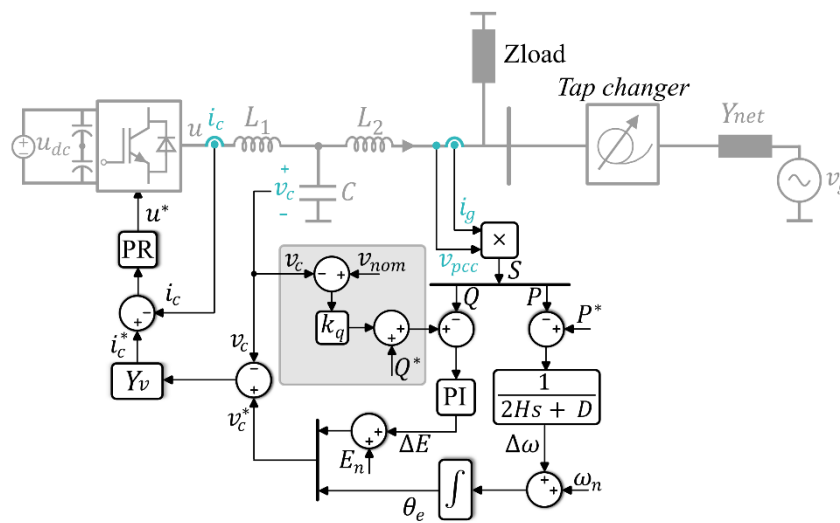 Zload
Tap changer
Y_net
u_dc
u
i_c
L_1
L_2
v_c
C
i_g
v_pcc
×
S
u*
PR
i_c
i_c*
Y_v
v_c
v_c
v_nom
k_q
Q*
Q
P
P*
PI
1
2Hs + D
Δω
ω_n
∫
θ_e
ΔE
E_n
v_c*